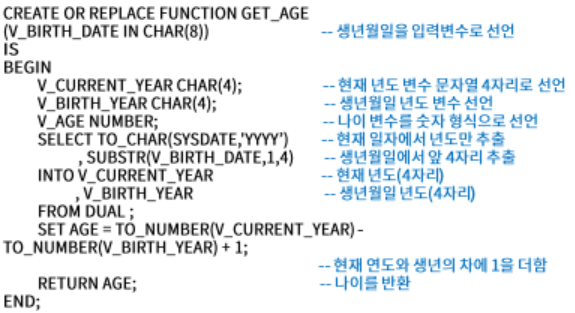 CREATE OR REPLACE FUNCTION GET_AGE
(V_BIRTH_DATE IN CHAR(8)) -- 생년월일을 입력변수로 선언
IS
BEGIN
V_CURRENT_YEAR CHAR(4); -- 현재 년도 변수 문자열 4자리로 선언
V_BIRTH_YEAR CHAR(4); -- 생년월일 년도 변수 선언
V_AGE NUMBER; -- 나이 변수를 숫자 형식으로 선언
SELECT TO_CHAR(SYSDATE,'YYYY') -- 현재 일자에서 년도만 추출
, SUBSTR(V_BIRTH_DATE,1,4) -- 생년월일에서 앞 4자리 추출
INTO V_CURRENT_YEAR -- 현재 년도(4자리)
, V_BIRTH_YEAR -- 생년월일 년도(4자리)
FROM DUAL ;
SET AGE = TO_NUMBER(V_CURRENT_YEAR) -
TO_NUMBER(V_BIRTH_YEAR) + 1;
-- 현재 연도와 생년의 차에 1을 더함
RETURN AGE; -- 나이를 반환
END;